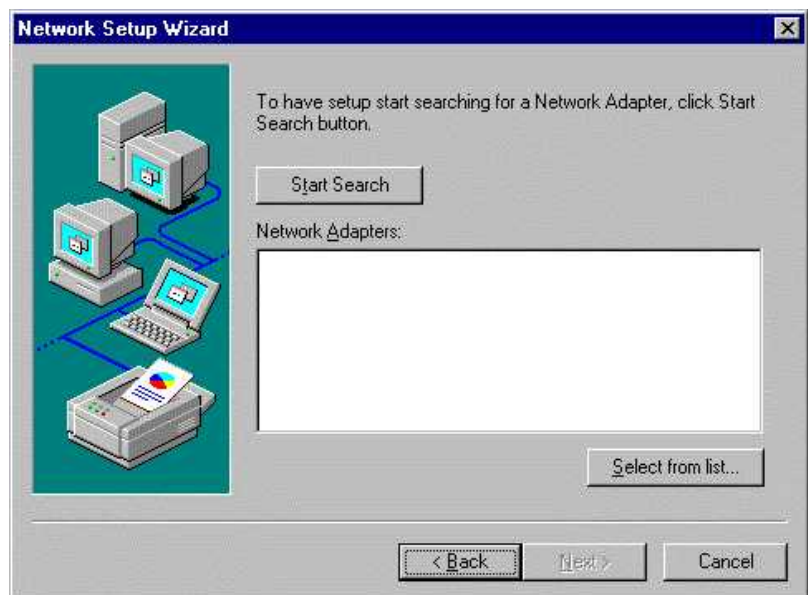 Network Setup Wizard
To have setup start searching for a Network Adapter, click Start
Search button.
Start Search
Network Adapters:
Select from list...
< Back
Next >
Cancel